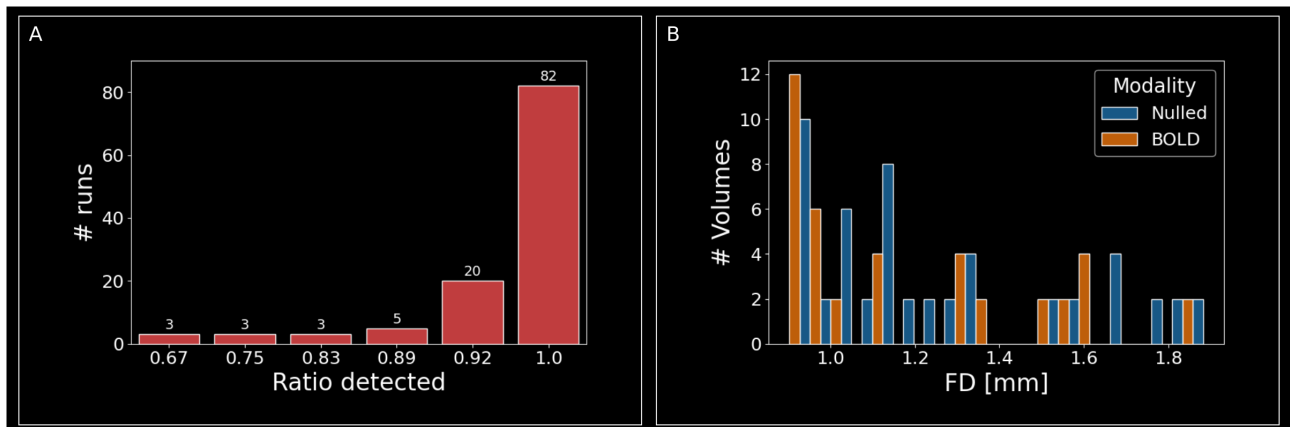 A
# runs
80
60
40
20
0
3
3
3
5
20
82
0.67 0.75 0.83 0.89 0.92 1.0
Ratio detected
B
# Volumes
12
10
8
6
4
2
0
Modality
Nulled
BOLD
1.0 1.2 1.4 1.6 1.8
FD [mm]